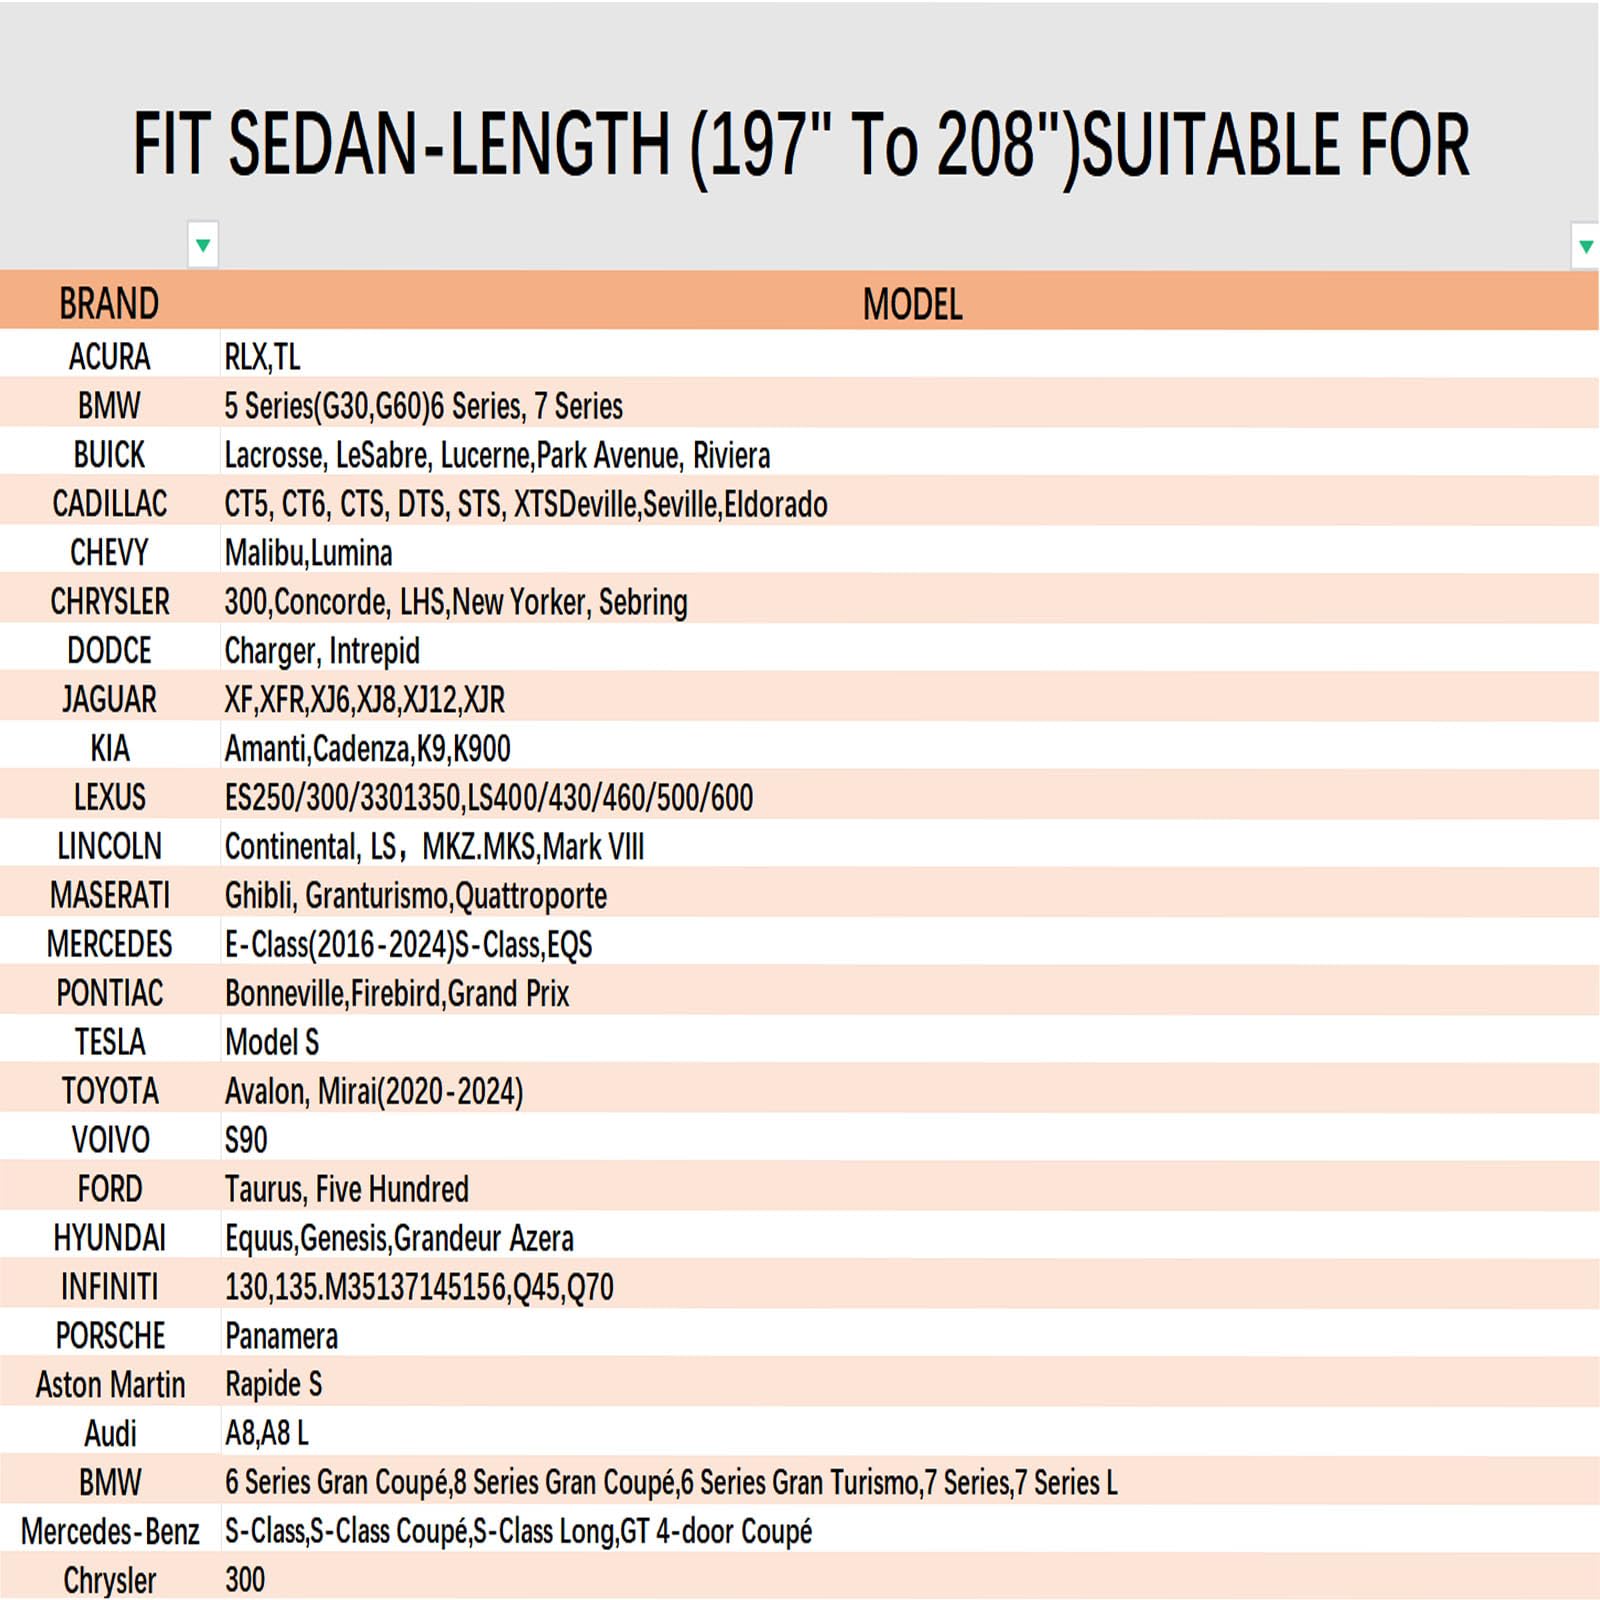 FIT SEDAN-LENGTH (197" To 208")SUITABLE FOR
BRAND MODEL
ACURA RLX,TL
BMW 5 Series(G30,G60)6 Series, 7 Series
BUICK Lacrosse, LeSabre, Lucerne,Park Avenue, Riviera
CADILLAC CT5, CT6, CTS, DTS, STS, XTSDeville,Seville,Eldorado
CHEVY Malibu,Lumina
CHRYSLER 300,Concorde, LHS,New Yorker, Sebring
DODCE Charger, Intrepid
JAGUAR XF,XFR,XJ6,XJ8,XJ12,XJR
KIA Amanti,Cadenza,K9,K900
LEXUS ES250/300/3301350,LS400/430/460/500/600
LINCOLN Continental, LS，MKZ.MKS,Mark VIII
MASERATI Ghibli, Granturismo,Quattroporte
MERCEDES E-Class(2016-2024)S-Class,EQS
PONTIAC Bonneville,Firebird,Grand Prix
TESLA Model S
TOYOTA Avalon, Mirai(2020-2024)
VOIVO S90
FORD Taurus, Five Hundred
HYUNDAI Equus,Genesis,Grandeur Azera
INFINITI 130,135.M35137145156,Q45,Q70
PORSCHE Panamera
Aston Martin Rapide S
Audi A8,A8 L
BMW 6 Series Gran Coupé,8 Series Gran Coupé,6 Series Gran Turismo,7 Series,7 Series L
Mercedes-Benz S-Class,S-Class Coupé,S-Class Long,GT 4-door Coupé
Chrysler 300